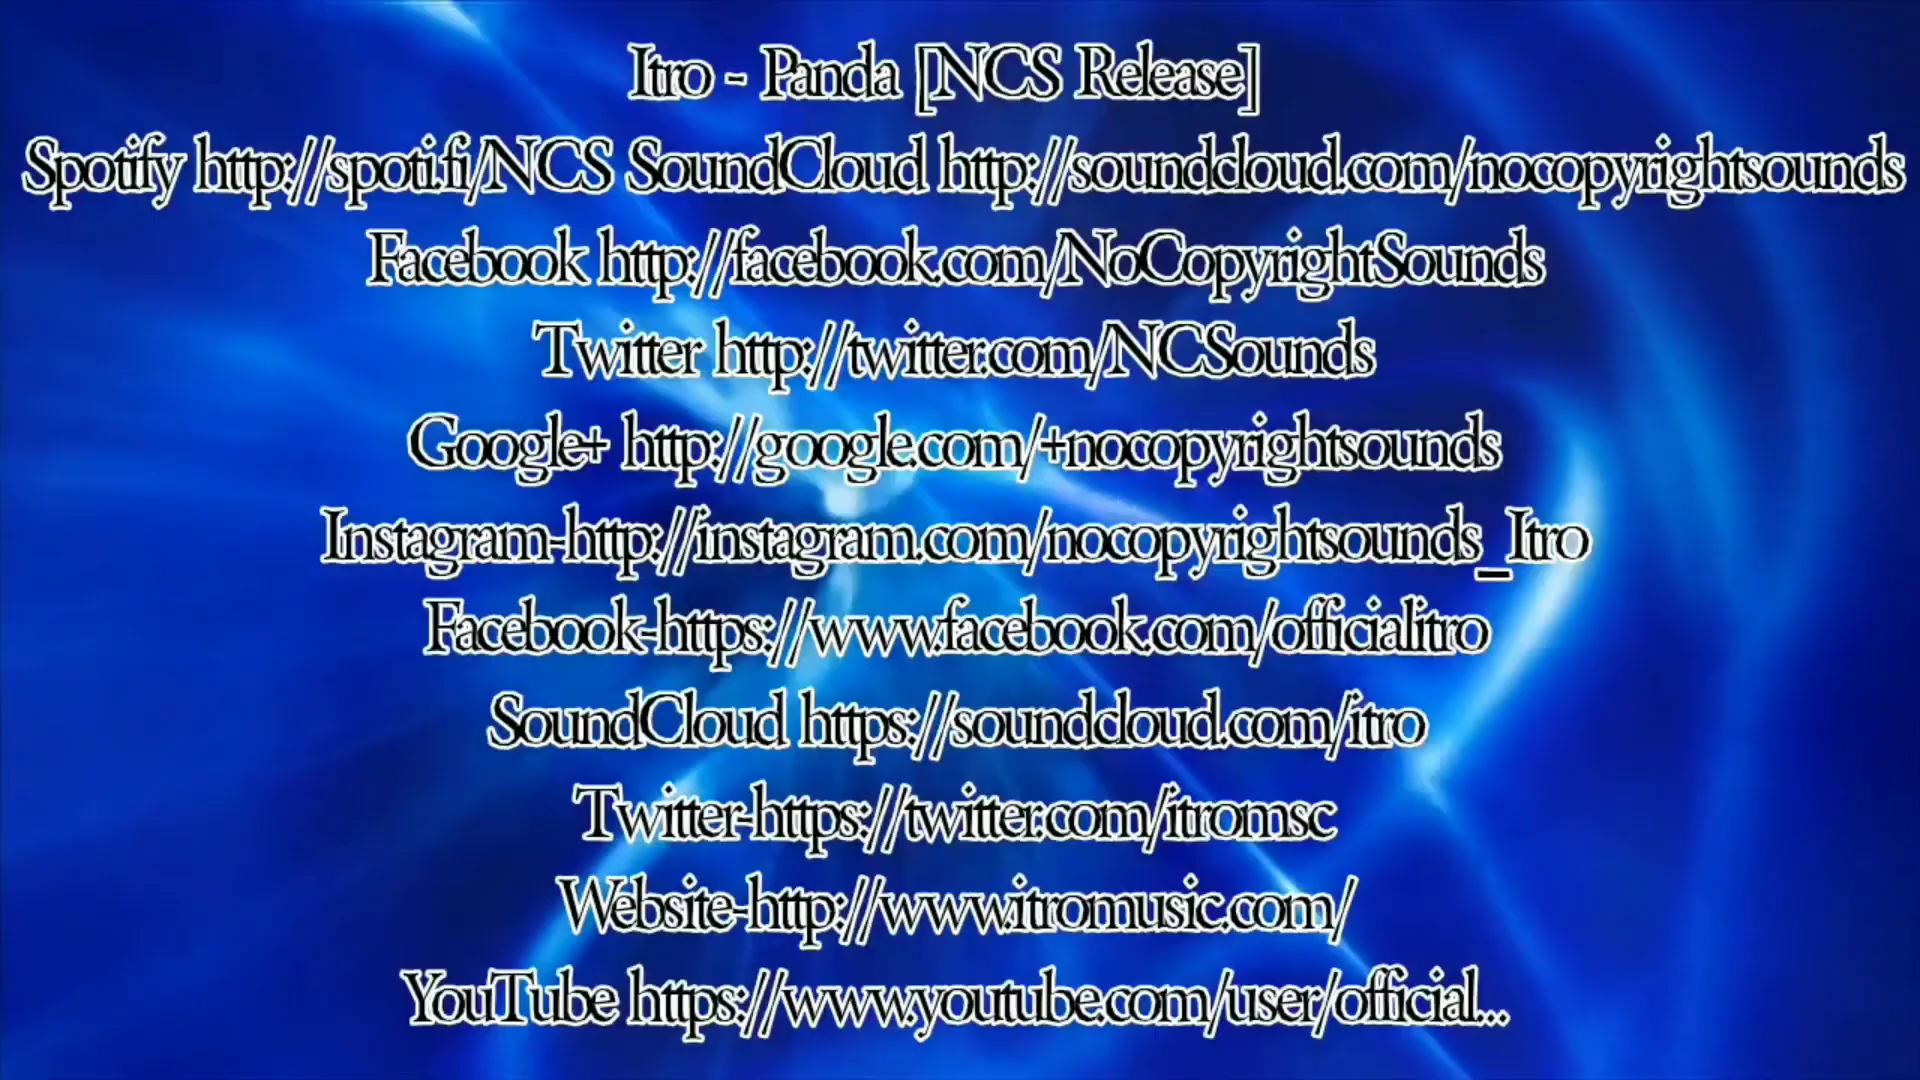 Itro - Panda [NCS Release]
Spotify http://spoti.fi/NCS SoundCloud http://soundcloud.com/nocopyrightsounds
Facebook http://facebook.com/NoCopyrightSounds
Twitter http://twitter.com/NCSounds
Google+ http://google.com/+nocopyrightsounds
Instagram-http://instagram.com/nocopyrightsounds_Itro
Facebook-https://www.facebook.com/officialitro
SoundCloud https://soundcloud.com/itro
Twitter-https://twitter.com/itromsc
Website-http://www.itromusic.com/
YouTube https://www.youtube.com/user/official...